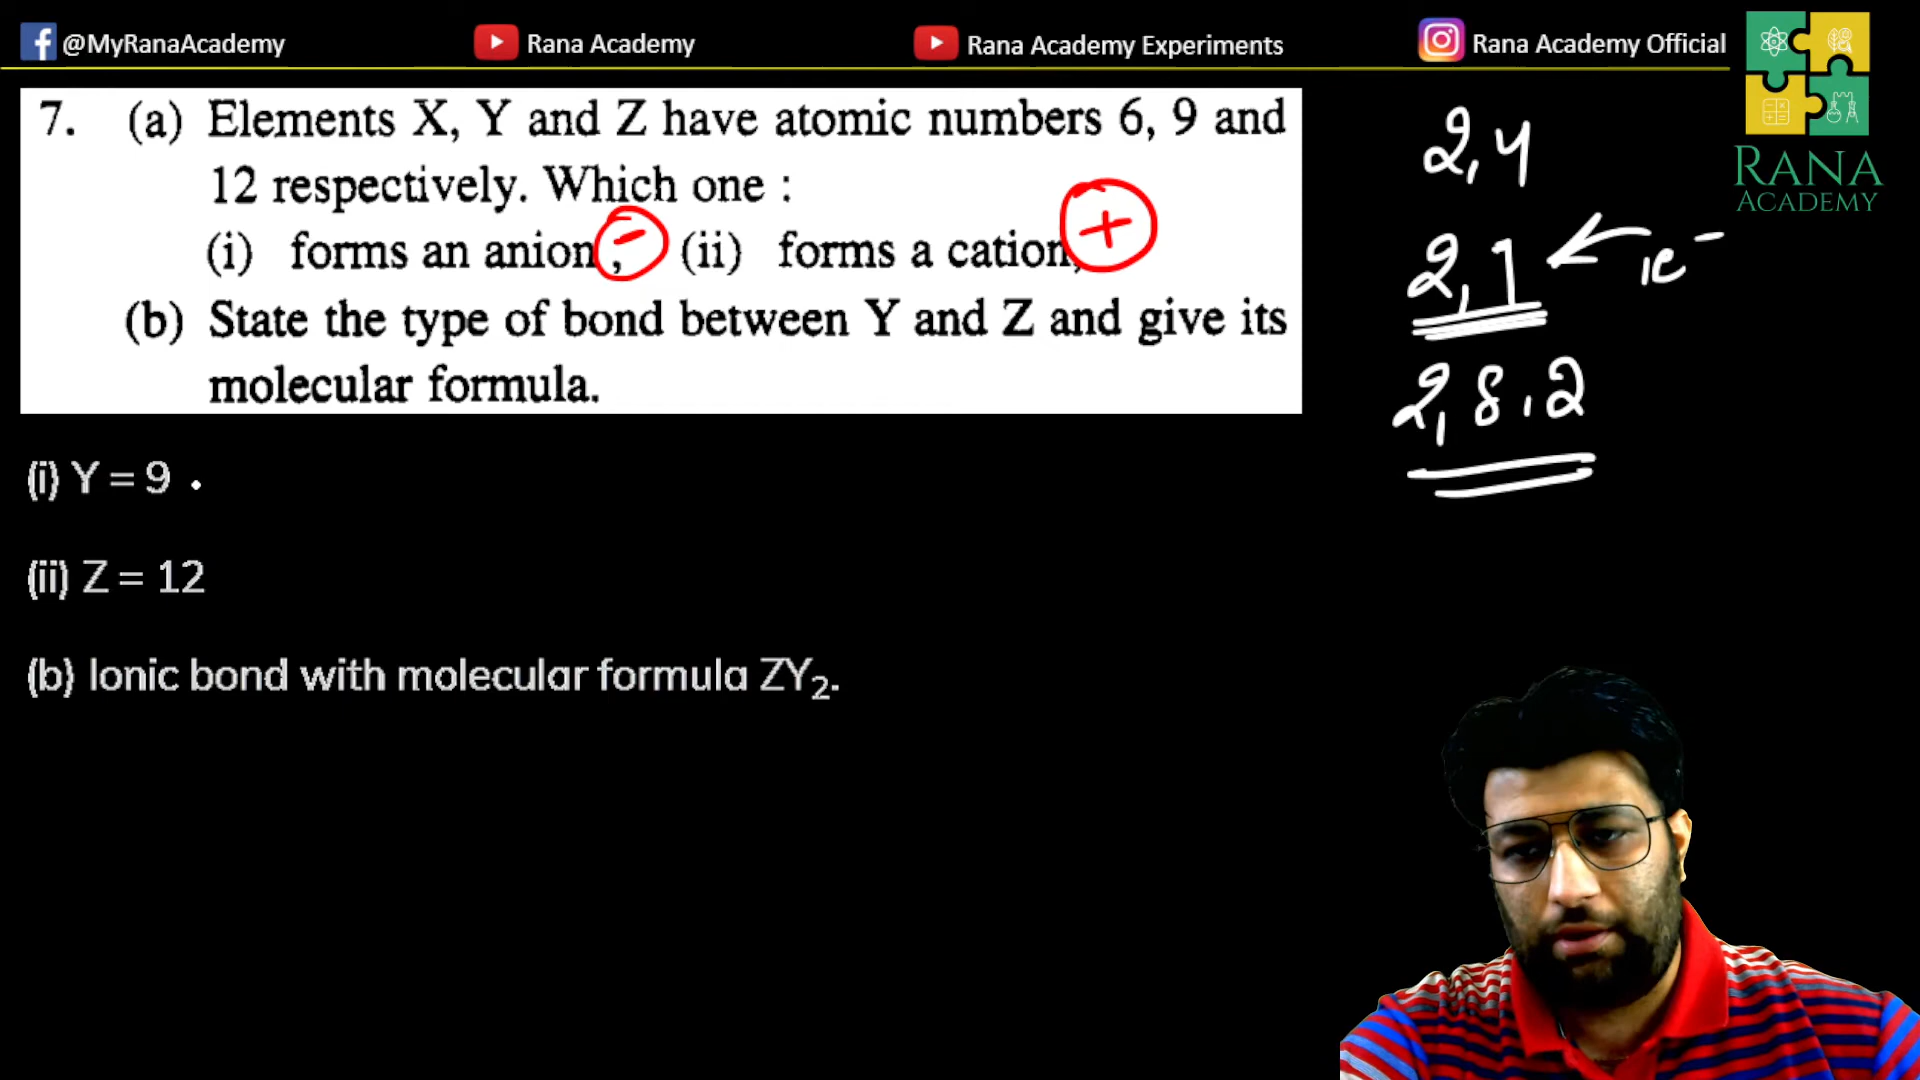 @MyRanaAcademy
Rana Academy
Rana Academy Experiments
Rana Academy Official
RANA
ACADEMY
7. (a) Elements X, Y and Z have atomic numbers 6, 9 and
12 respectively. Which one :
(i) forms an anion, (ii) forms a cation,
(b) State the type of bond between Y and Z and give its
molecular formula.
-
+
2,4
2,7 ← 1e⁻
2,8,2
(i) Y = 9 .
(ii) Z = 12
(b) Ionic bond with molecular formula ZY₂.